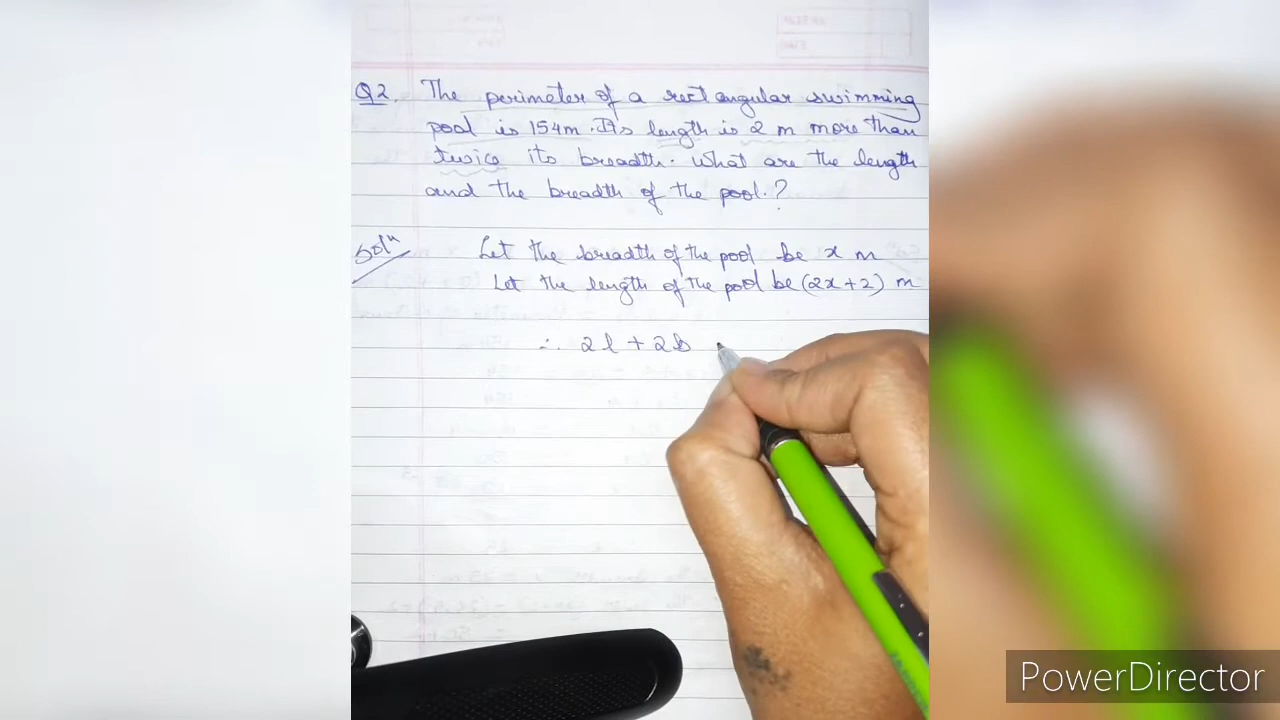 Q2. The perimeter of a rectangular swimming
pool is 154m. Its length is 2 m more than
twice its breadth. What are the length
and the breadth of the pool.?
Solⁿ
Let the breadth of the pool be x m
Let the length of the pool be (2x+2) m
∴ 2l + 2b
PowerDirector